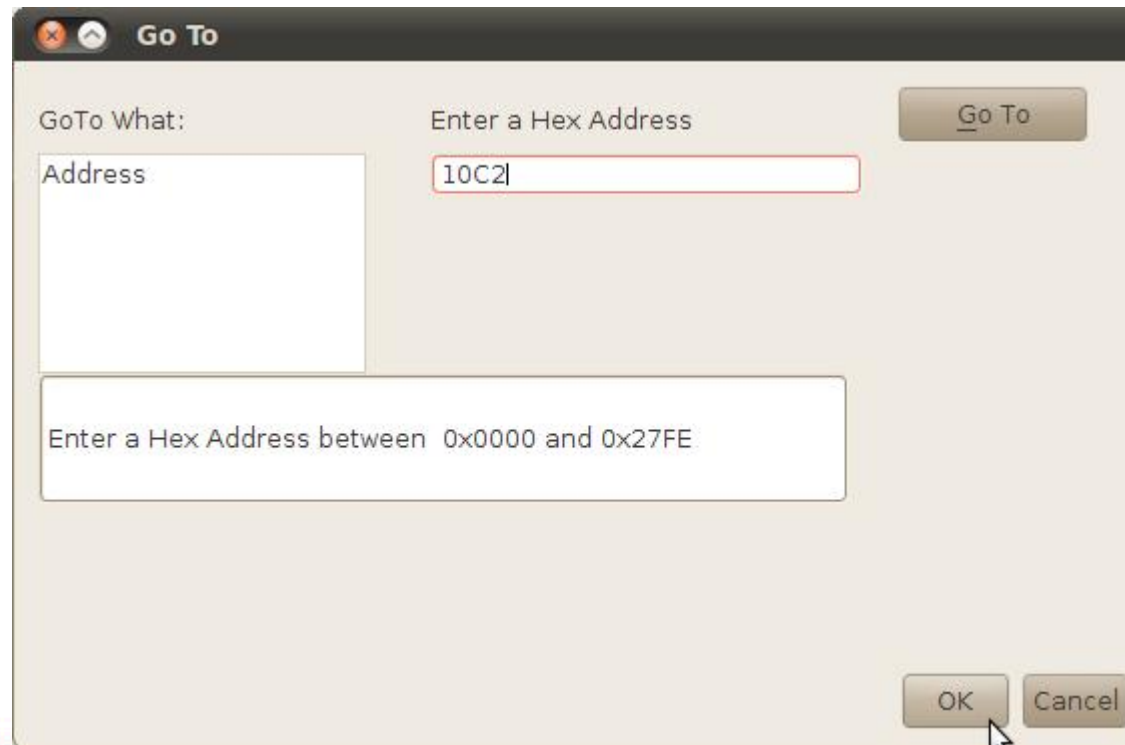 Go To
GoTo What:
Enter a Hex Address
Go To
Address
10C2
Enter a Hex Address between 0x0000 and 0x27FE
OK
Cancel